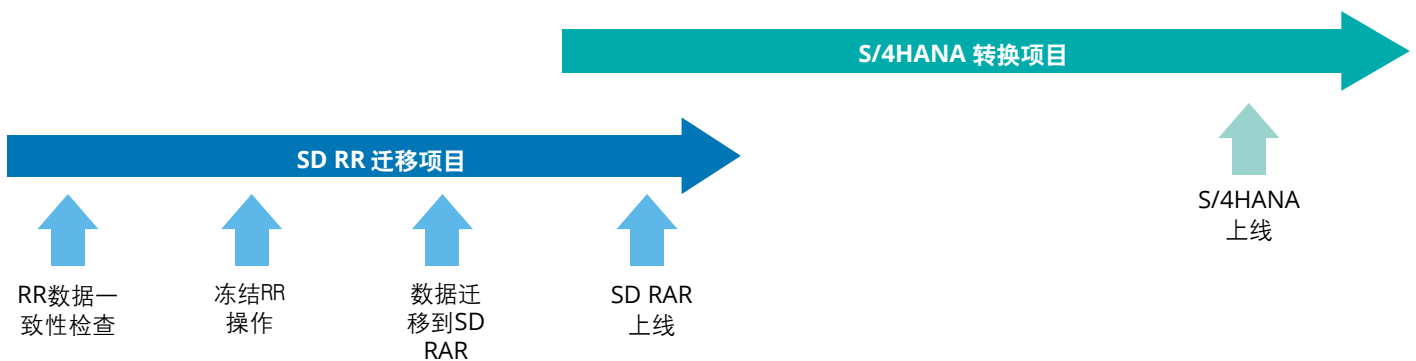 S/4HANA 转换项目
SD RR 迁移项目
S/4HANA
上线
RR数据一
致性检查
冻结RR
操作
数据迁
移到SD
RAR
SD RAR
上线